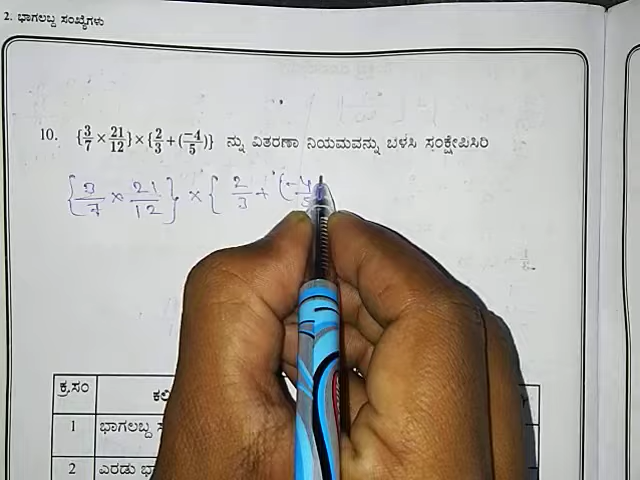 2. ಭಾಗಲಬ್ಧ ಸಂಖ್ಯೆಗಳು
10. {3/7 × 21/12} × {2/3 + (-4/5)} ನ್ನು ವಿತರಣಾ ನಿಯಮವನ್ನು ಬಳಸಿ ಸಂಕ್ಷೇಪಿಸಿರಿ
{3/7 × 21/12} × { 2/3 + (-4/5
ಕ್ರ.ಸಂ
1 ಭಾಗಲಬ್ಧ
2 ಎರಡು